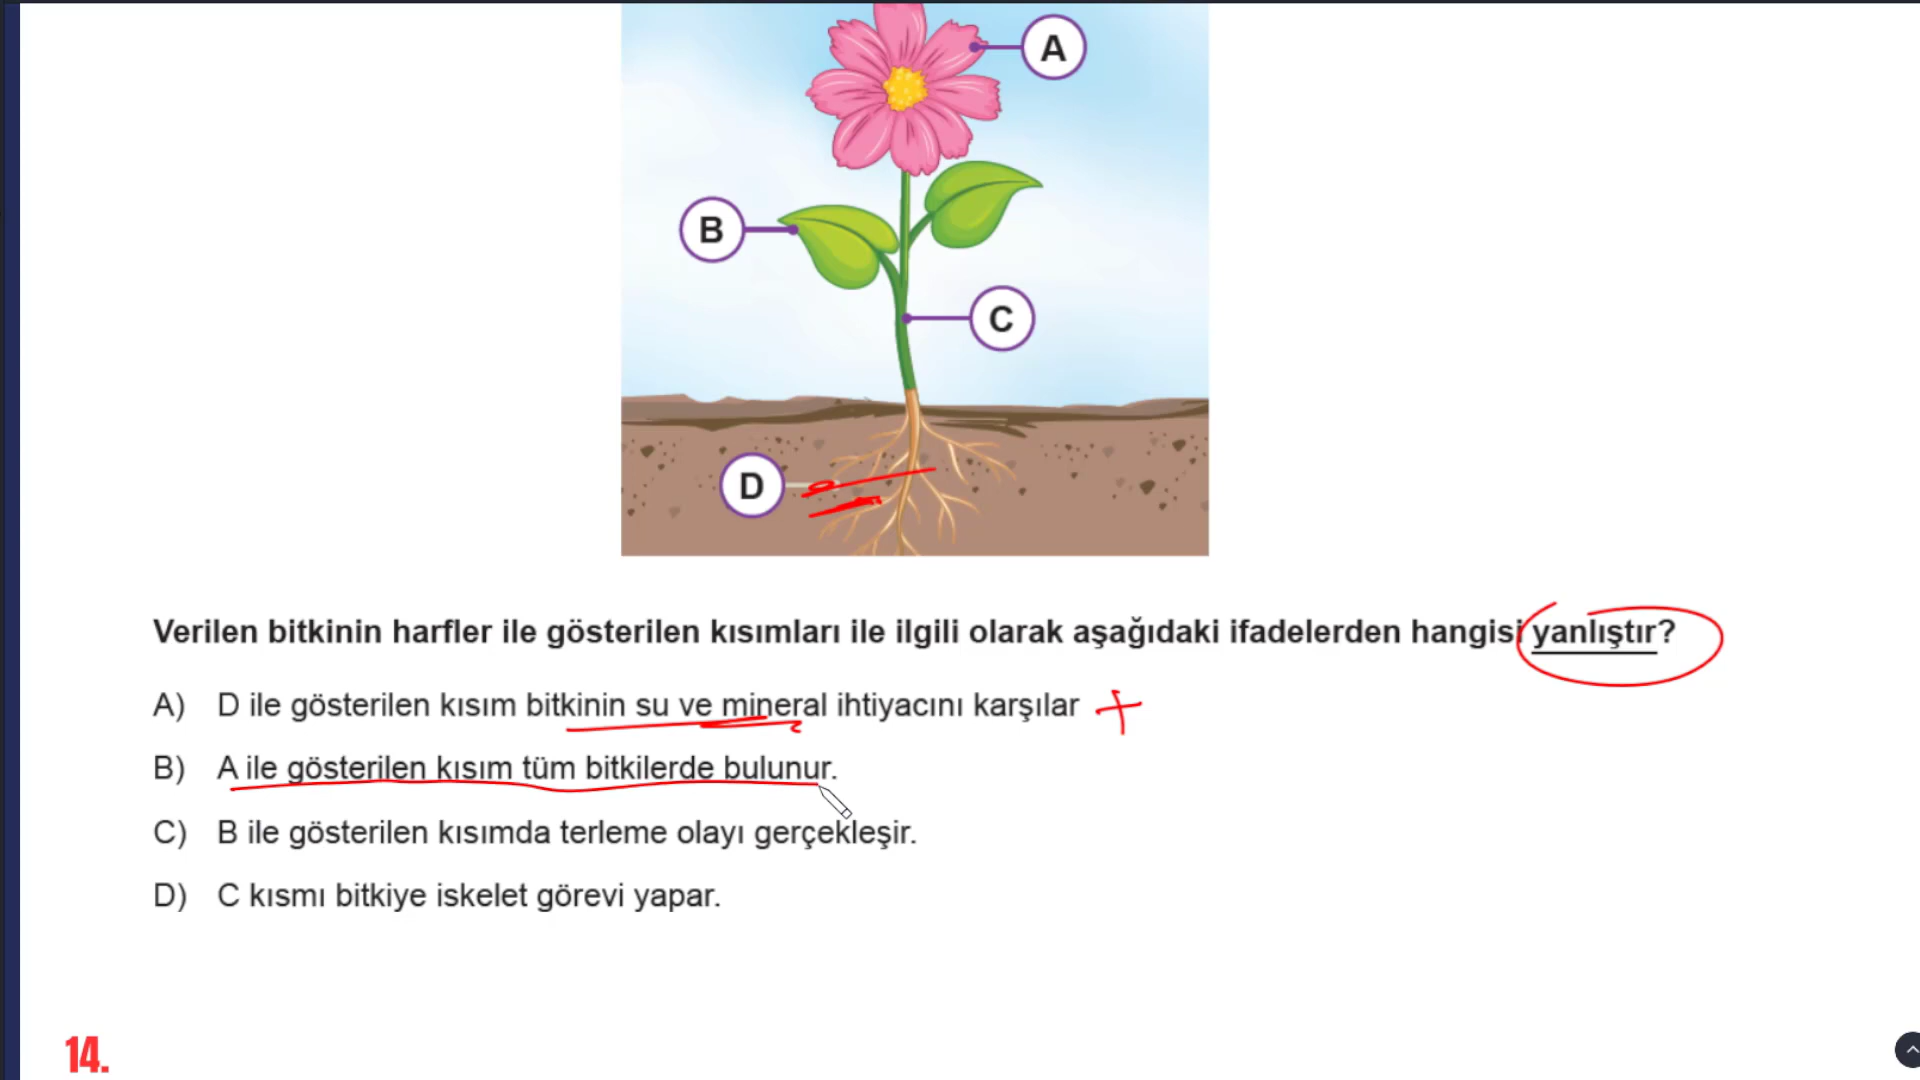 A
B
C
D
Verilen bitkinin harfler ile gösterilen kısımları ile ilgili olarak aşağıdaki ifadelerden hangisi yanlıştır?
A) D ile gösterilen kısım bitkinin su ve mineral ihtiyacını karşılar +
B) A ile gösterilen kısım tüm bitkilerde bulunur.
C) B ile gösterilen kısımda terleme olayı gerçekleşir.
D) C kısmı bitkiye iskelet görevi yapar.
14.